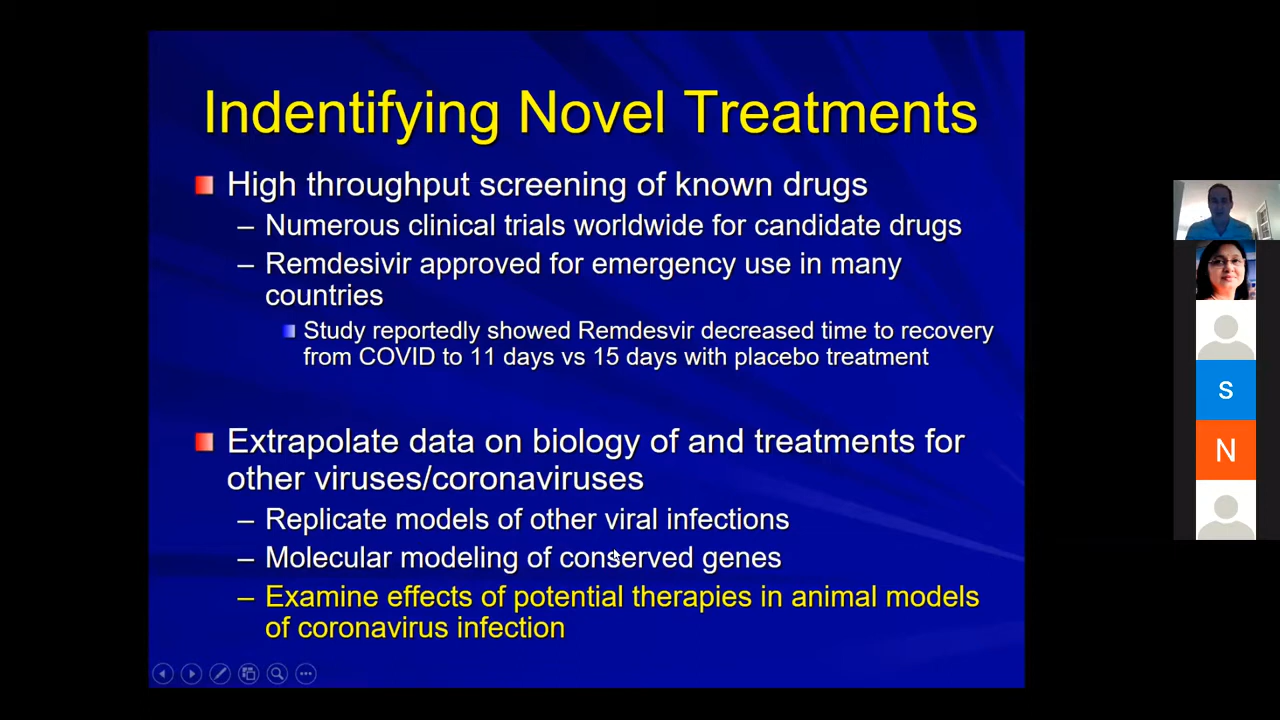 Indentifying Novel Treatments
High throughput screening of known drugs
– Numerous clinical trials worldwide for candidate drugs
– Remdesivir approved for emergency use in many
countries
Study reportedly showed Remdesvir decreased time to recovery
from COVID to 11 days vs 15 days with placebo treatment
Extrapolate data on biology of and treatments for
other viruses/coronaviruses
– Replicate models of other viral infections
– Molecular modeling of conserved genes
– Examine effects of potential therapies in animal models
of coronavirus infection
S
N